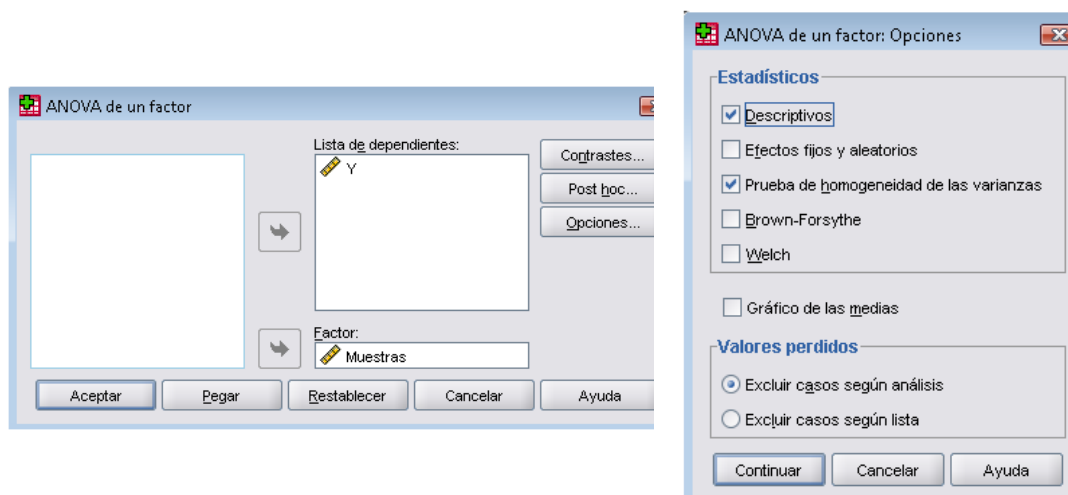 ANOVA de un factor
Lista de dependientes:
Y
Contrastes...
Post hoc...
Opciones...
Factor:
Muestras
Aceptar
Pegar
Restablecer
Cancelar
Ayuda
ANOVA de un factor: Opciones
Estadísticos
Descriptivos
Efectos fijos y aleatorios
Prueba de homogeneidad de las varianzas
Brown-Forsythe
Welch
Gráfico de las medias
Valores perdidos
Excluir casos según análisis
Excluir casos según lista
Continuar
Cancelar
Ayuda